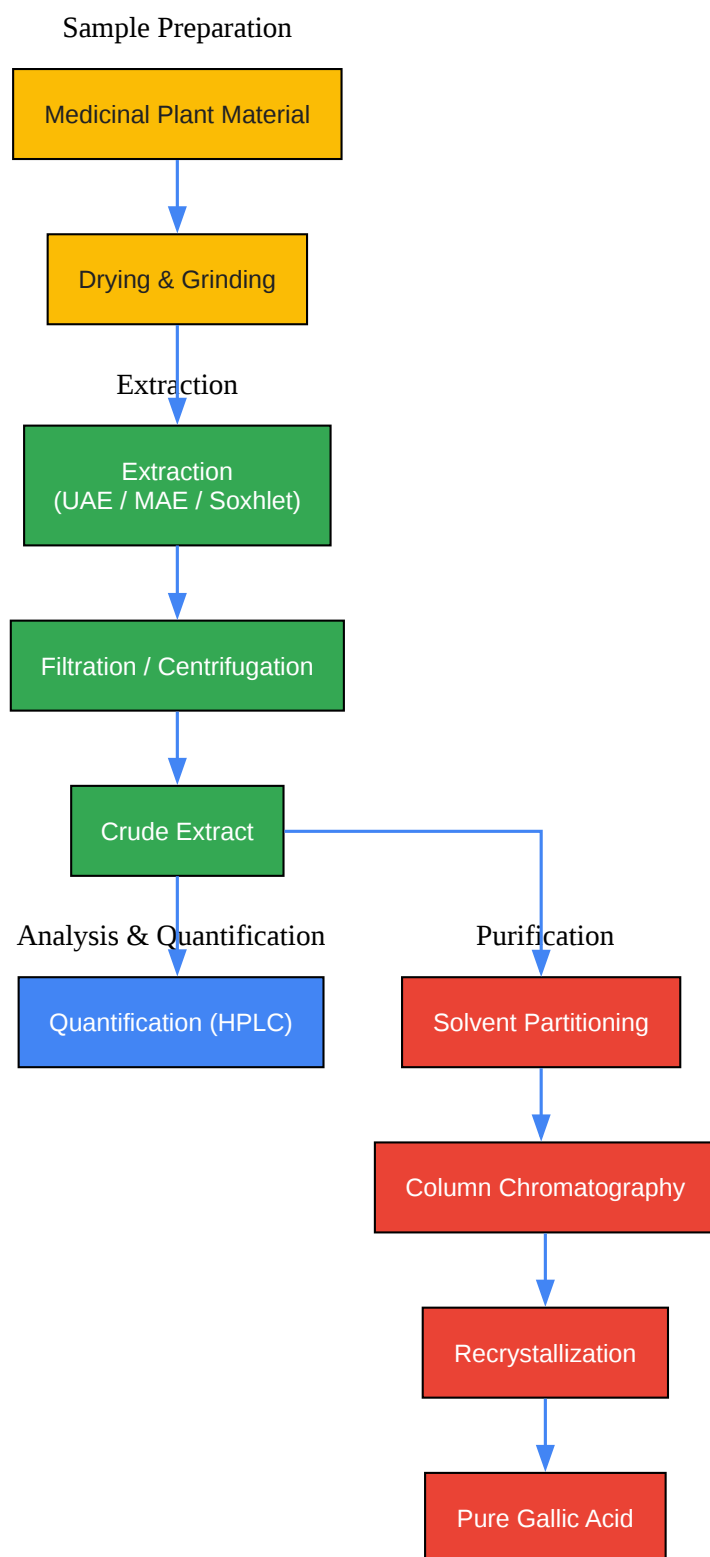 Sample Preparation
Medicinal Plant Material
Drying & Grinding
Extraction
Extraction
(UAE / MAE / Soxhlet)
Filtration / Centrifugation
Crude Extract
Analysis & Quantification
Quantification (HPLC)
Purification
Solvent Partitioning
Column Chromatography
Recrystallization
Pure Gallic Acid